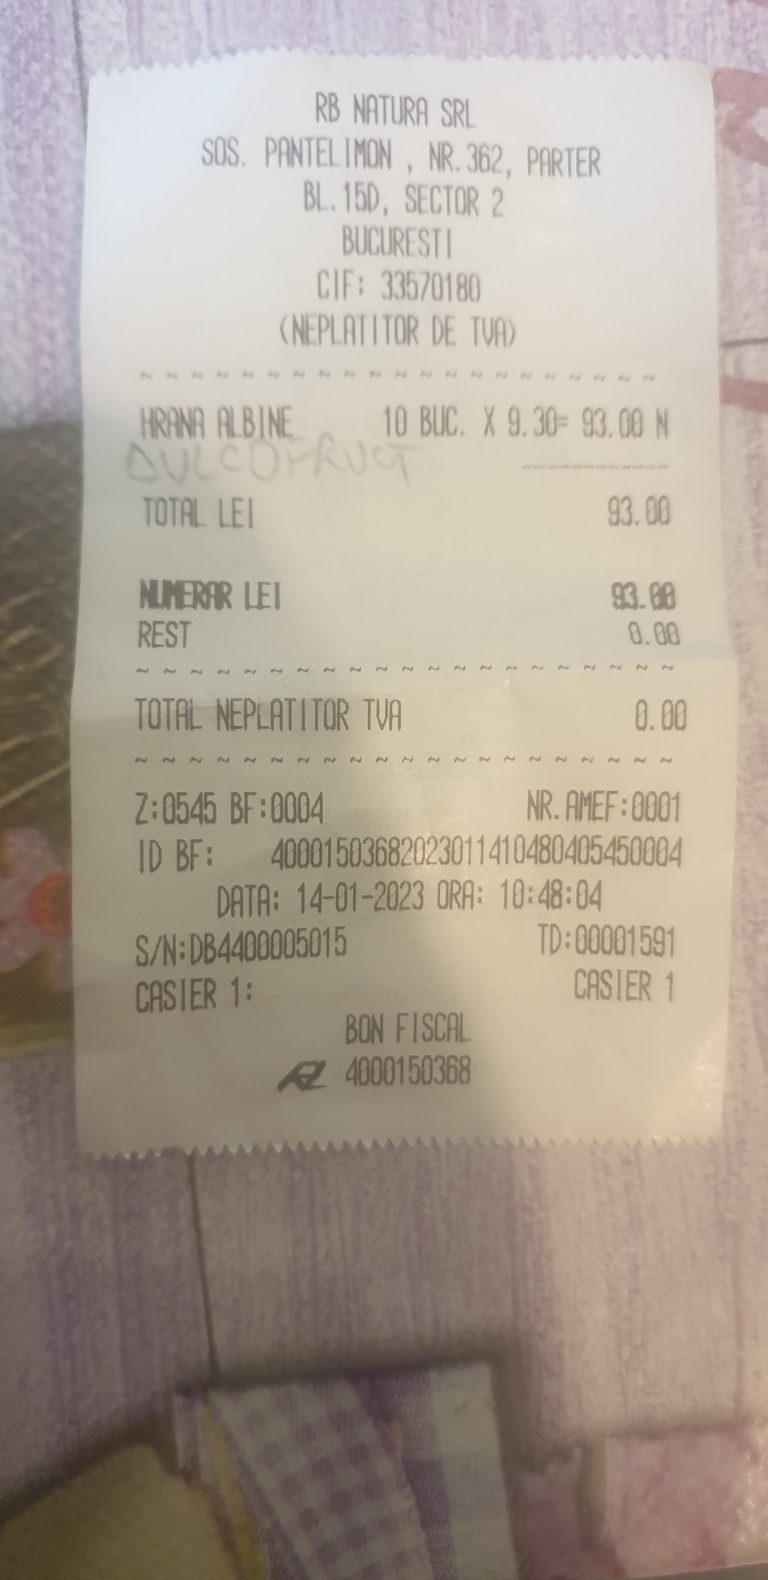 RB NATURA SRL
SOS. PANTELIMON , NR.362, PARTER
BL.15D, SECTOR 2
BUCURESTI
CIF: 33570180
(NEPLATITOR DE TVA)
~ ~ ~ ~ ~ ~ ~ ~ ~ ~ ~ ~ ~ ~ ~ ~ ~ ~ ~ ~
HRANA ALBINE 10 BUC. X 9.30= 93.00 N
DULCOFRUCT
--------------
TOTAL LEI 93.00
NUMERAR LEI 93.00
REST 0.00
~ ~ ~ ~ ~ ~ ~ ~ ~ ~ ~ ~ ~ ~ ~ ~ ~ ~ ~ ~
TOTAL NEPLATITOR TVA 0.00
~ ~ ~ ~ ~ ~ ~ ~ ~ ~ ~ ~ ~ ~ ~ ~ ~ ~ ~ ~
Z:0545 BF:0004 NR.AMEF:0001
ID BF: 40001503682023011410480405450004
DATA: 14-01-2023 ORA: 10:48:04
S/N:DB4400005015 TD:00001591
CASIER 1: CASIER 1
BON FISCAL
4000150368